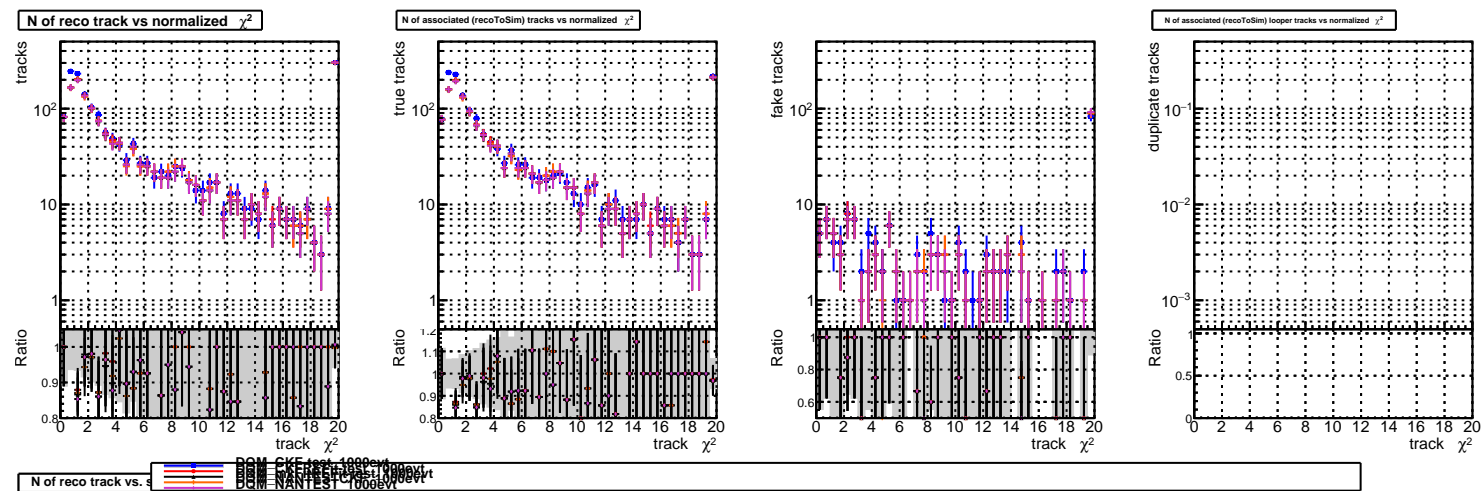 N of reco track vs normalized χ²
tracks
10²
10
1
Ratio
1
0.9
0.8
0 2 4 6 8 10 12 14 16 18 20
track χ²
N of associated (recoToSim) tracks vs normalized χ²
true tracks
10²
10
1
Ratio
1.2
1.1
1
0.9
0.8
0 2 4 6 8 10 12 14 16 18 20
track χ²
fake tracks
10²
10
1
Ratio
1
0.8
0.6
0 2 4 6 8 10 12 14 16 18 20
track χ²
N of associated (recoToSim) looper tracks vs normalized χ²
duplicate tracks
10⁻¹
10⁻²
10⁻³
Ratio
1
0.5
0
0 2 4 6 8 10 12 14 16 18 20
track χ²
N of reco track vs. s
DQM_CKF test_1000evt
DQM_NANTEST_1000evt